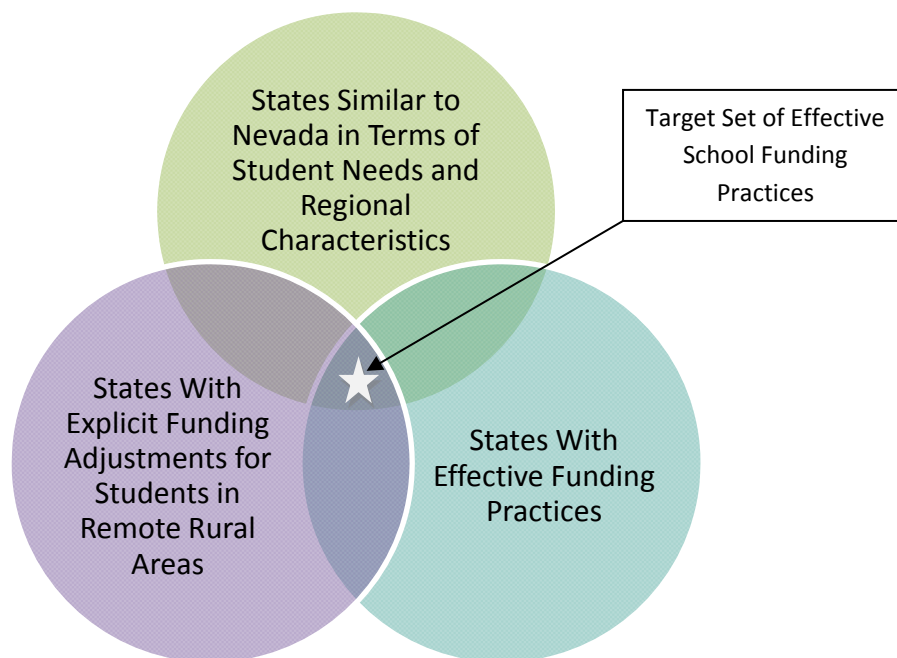 States Similar to
Nevada in Terms of
Student Needs and
Regional
Characteristics
Target Set of Effective
School Funding
Practices
States With
Explicit Funding
Adjustments for
Students in
Remote Rural
Areas
States With
Effective Funding
Practices